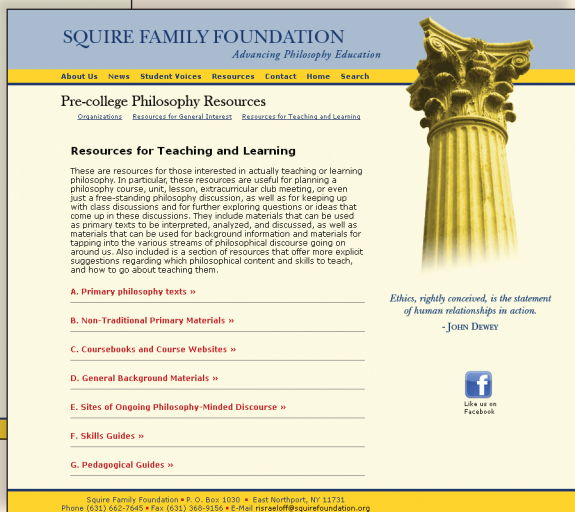 SQUIRE FAMILY FOUNDATION
Advancing Philosophy Education
About Us News Student Voices Resources Contact Home Search
Pre-college Philosophy Resources
Organizations Resources for General Interest Resources for Teaching and Learning
Resources for Teaching and Learning
These are resources for those interested in actually teaching or learning
philosophy. In particular, these resources are useful for planning a
philosophy course, unit, lesson, extracurricular club meeting, or even
just a free-standing philosophy discussion, as well as for keeping up
with class discussions and for further exploring questions or ideas that
come up in these discussions. They include materials that can be used
as primary texts to be interpreted, analyzed, and discussed, as well as
materials that can be used for background information and materials for
tapping into the various streams of philosophical discourse going on
around us. Also included is a section of resources that offer more explicit
suggestions regarding which philosophical content and skills to teach,
and how to go about teaching them.
A. Primary philosophy texts »
B. Non-Traditional Primary Materials »
C. Coursebooks and Course Websites »
D. General Background Materials »
E. Sites of Ongoing Philosophy-Minded Discourse »
F. Skills Guides »
G. Pedagogical Guides »
Ethics, rightly conceived, is the statement
of human relationships in action.
- JOHN DEWEY
f
Like us on
Facebook
Squire Family Foundation • P. O. Box 1030 • East Northport, NY 11731
Phone (631) 662-7645 • Fax (631) 368-9156 • E-Mail risraeloff@squirefoundation.org